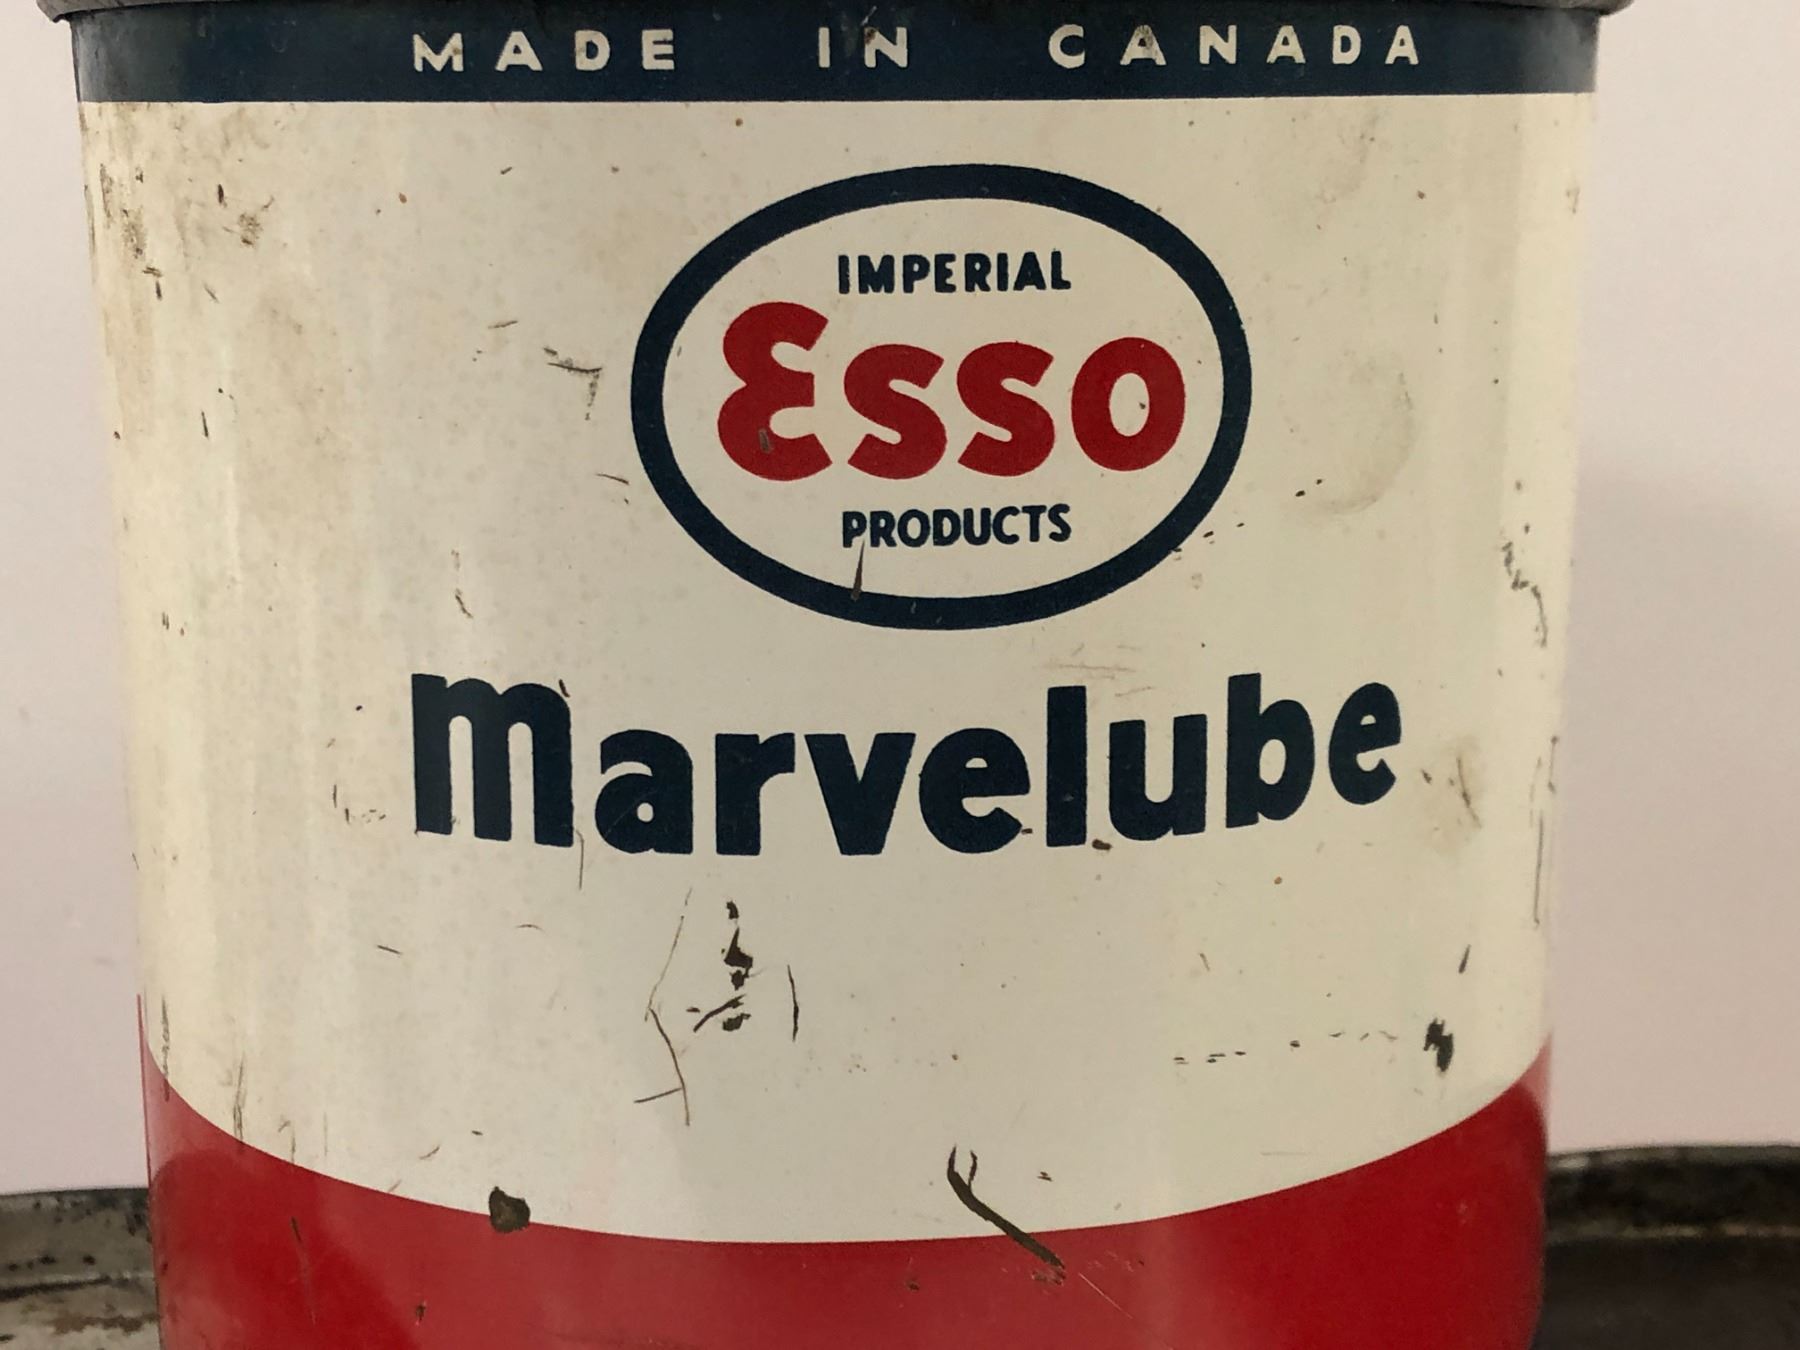 MADE IN CANADA
IMPERIAL
Esso
PRODUCTS
Marvelube